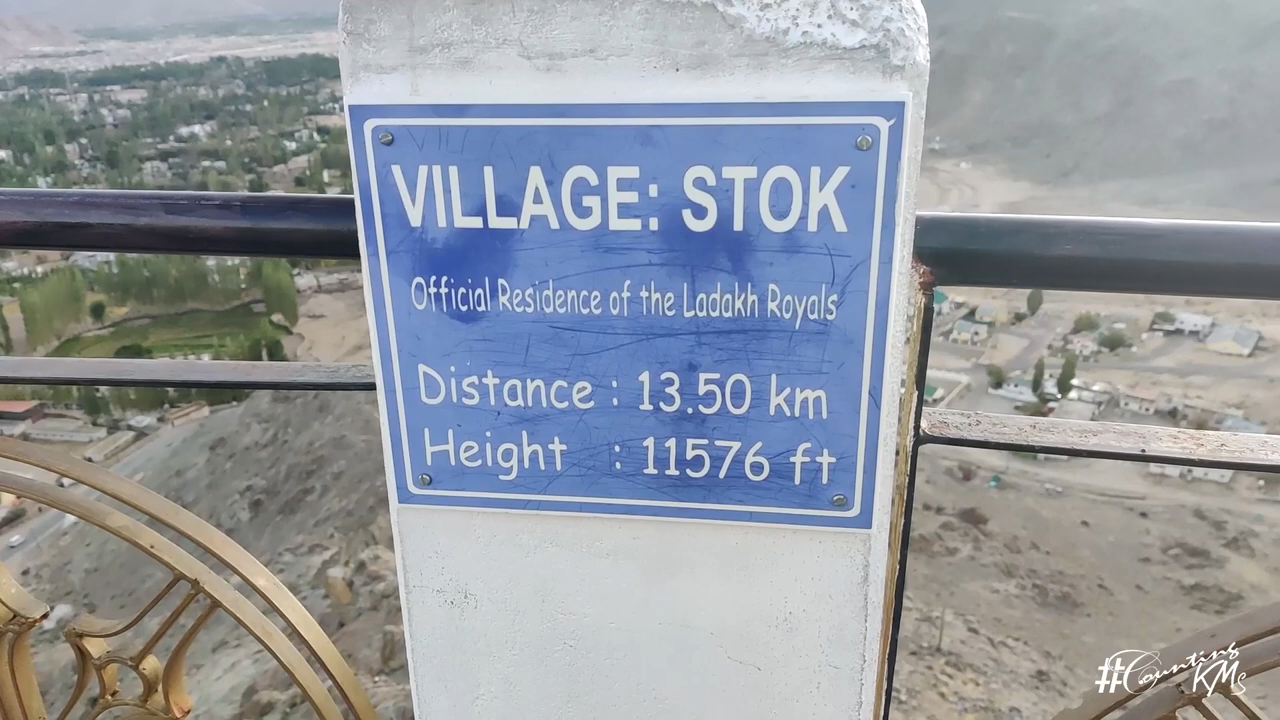 VILLAGE: STOK
Official Residence of the Ladakh Royals
Distance : 13.50 km
Height : 11576 ft
#Counting
KMs